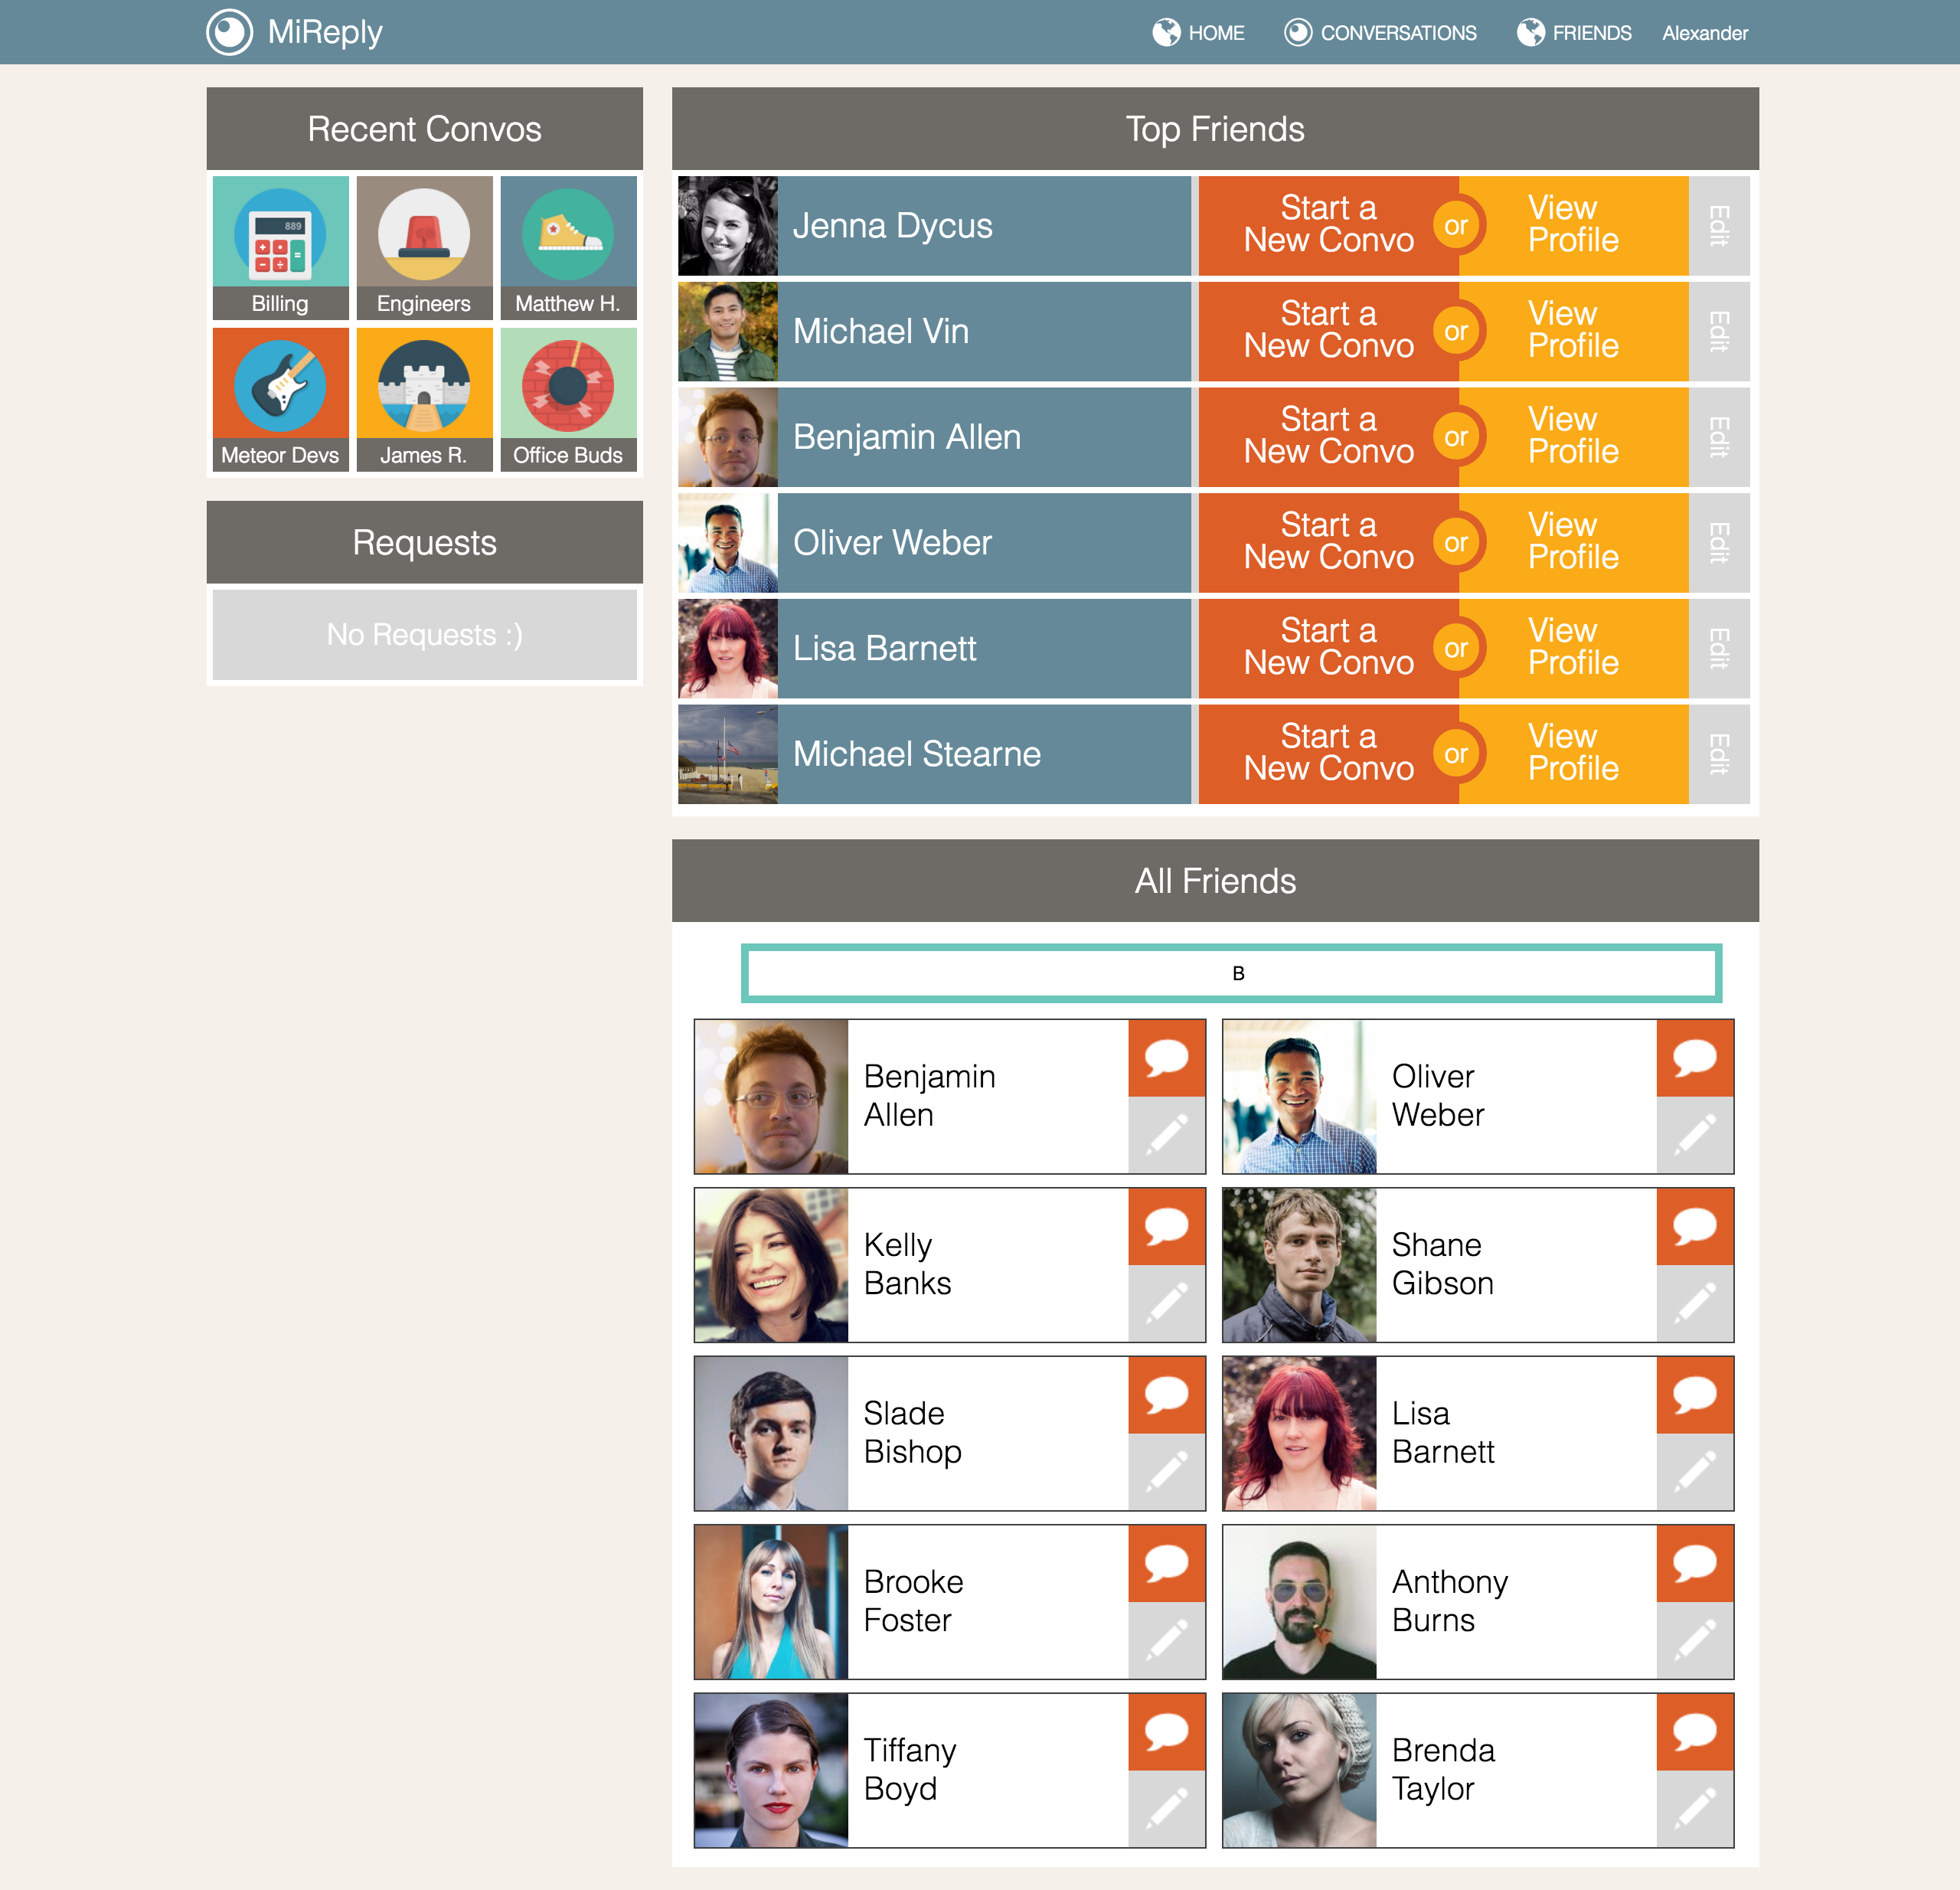 MiReply
HOME
CONVERSATIONS
FRIENDS
Alexander
Recent Convos
889
Billing
Engineers
Matthew H.
Meteor Devs
James R.
Office Buds
Requests
No Requests :)
Top Friends
Jenna Dycus
Start a
New Convo
or
View
Profile
Edit
Michael Vin
Start a
New Convo
or
View
Profile
Edit
Benjamin Allen
Start a
New Convo
or
View
Profile
Edit
Oliver Weber
Start a
New Convo
or
View
Profile
Edit
Lisa Barnett
Start a
New Convo
or
View
Profile
Edit
Michael Stearne
Start a
New Convo
or
View
Profile
Edit
All Friends
B
Benjamin
Allen
Oliver
Weber
Kelly
Banks
Shane
Gibson
Slade
Bishop
Lisa
Barnett
Brooke
Foster
Anthony
Burns
Tiffany
Boyd
Brenda
Taylor